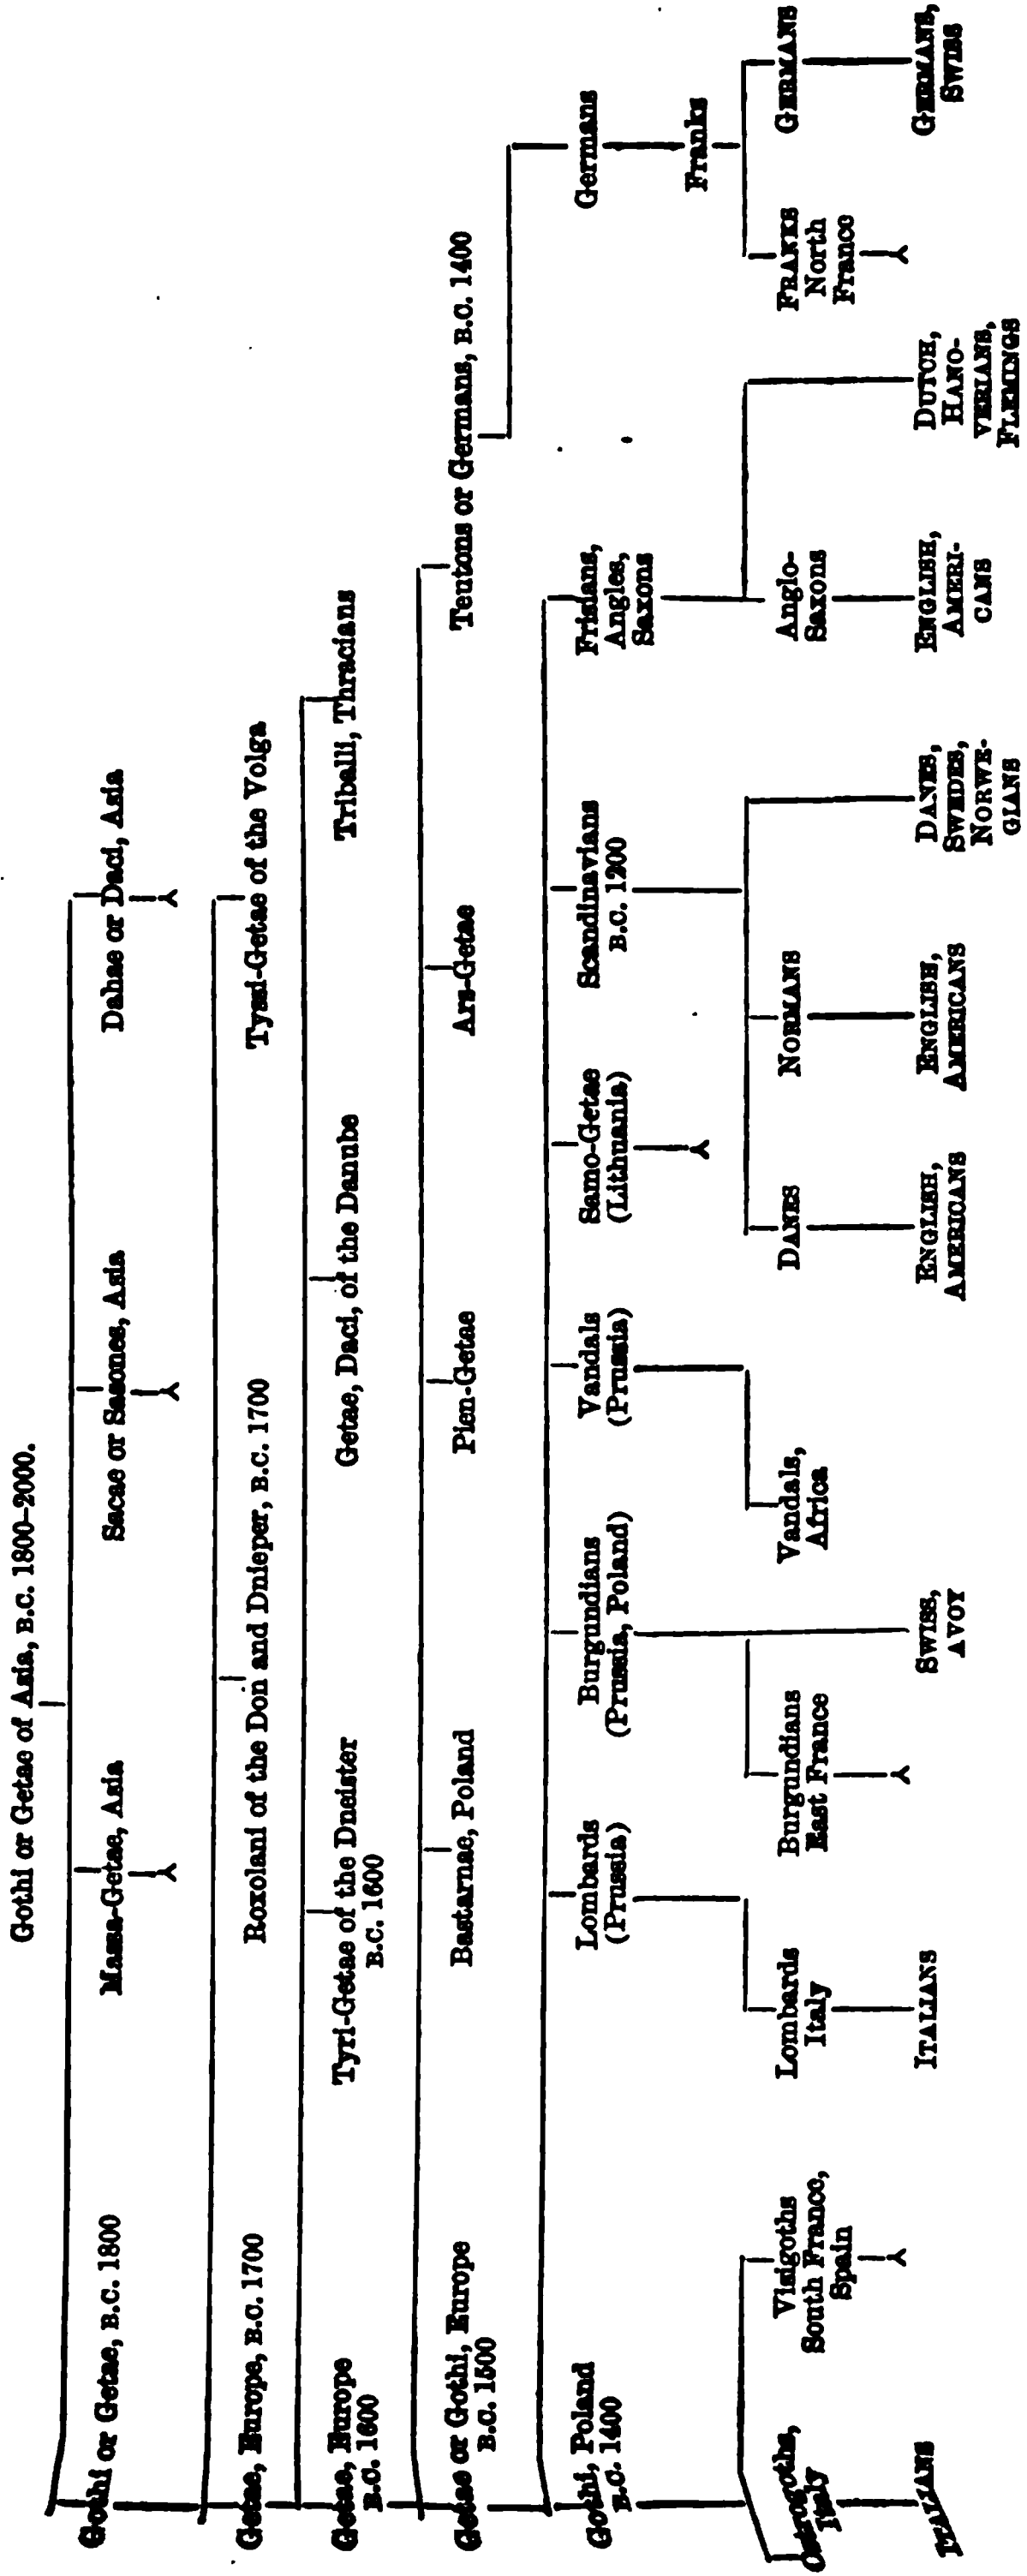 Gothi or Getae of Asia, B.C. 1800-2000.
Gothi or Getae, B.C. 1800
Massa-Getae, Asia
Sacae or Sasones, Asia
Dahae or Daci, Asia
Getae, Europe, B.C. 1700
Roxolani of the Don and Dnieper, B.C. 1700
Tyssi-Getae of the Volga
Getae, Europe
B.C. 1600
Tyri-Getae of the Dneister
B.C. 1600
Getae, Daci, of the Danube
Triballi, Thracians
Getae or Gothi, Europe
B.C. 1500
Bastarnae, Poland
Pien-Getae
Ars-Getae
Teutons or Germans, B.C. 1400
Gothi, Poland
B.C. 1400
Lombards
(Prussia)
Burgundians
(Prussia, Poland)
Vandals
(Prussia)
Samo-Getae
(Lithuania)
Scandinavians
B.C. 1200
Frisians,
Angles,
Saxons
Germans
Franks
Ostrogoths,
Italy
Visigoths
South France,
Spain
Lombards
Italy
Burgundians
East France
Vandals,
Africa
DANES
NORMANS
Anglo-
Saxons
FRANKS
North
France
GERMANS
ITALIANS
ITALIANS
SWISS,
AVOY
ENGLISH,
AMERICANS
ENGLISH,
AMERICANS
DANES,
SWEDES,
NORWE-
GIANS
ENGLISH,
AMERI-
CANS
DUTCH,
HANO-
VERIANS,
FLEMINGS
GERMANS,
SWISS